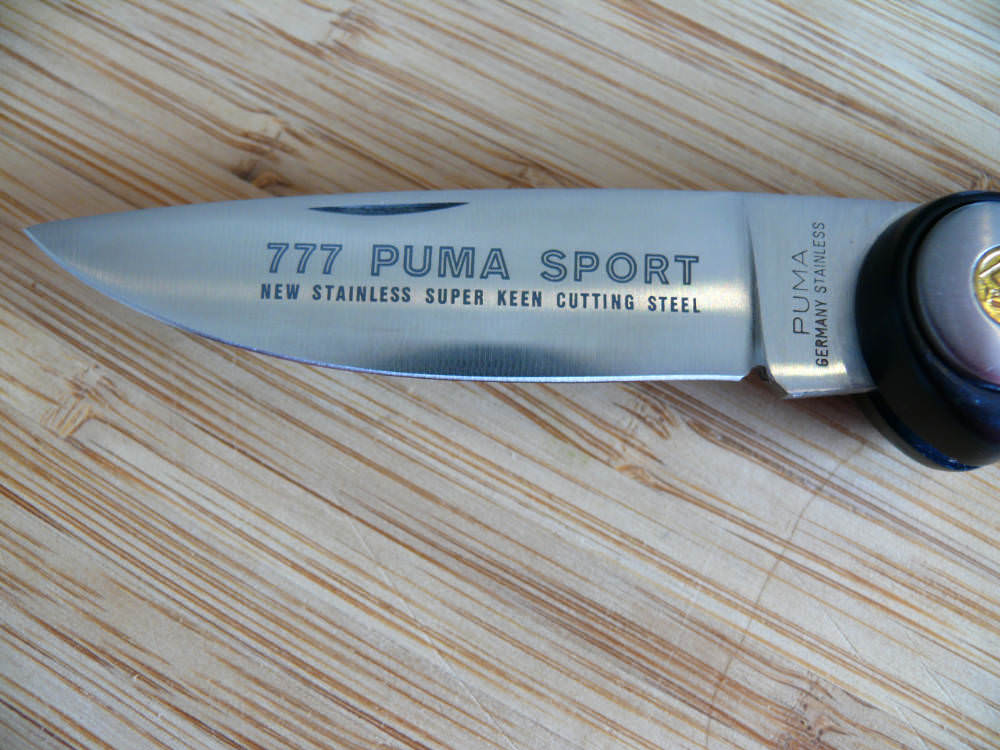 777 PUMA SPORT
NEW STAINLESS SUPER KEEN CUTTING STEEL
PUMA
GERMANY STAINLESS